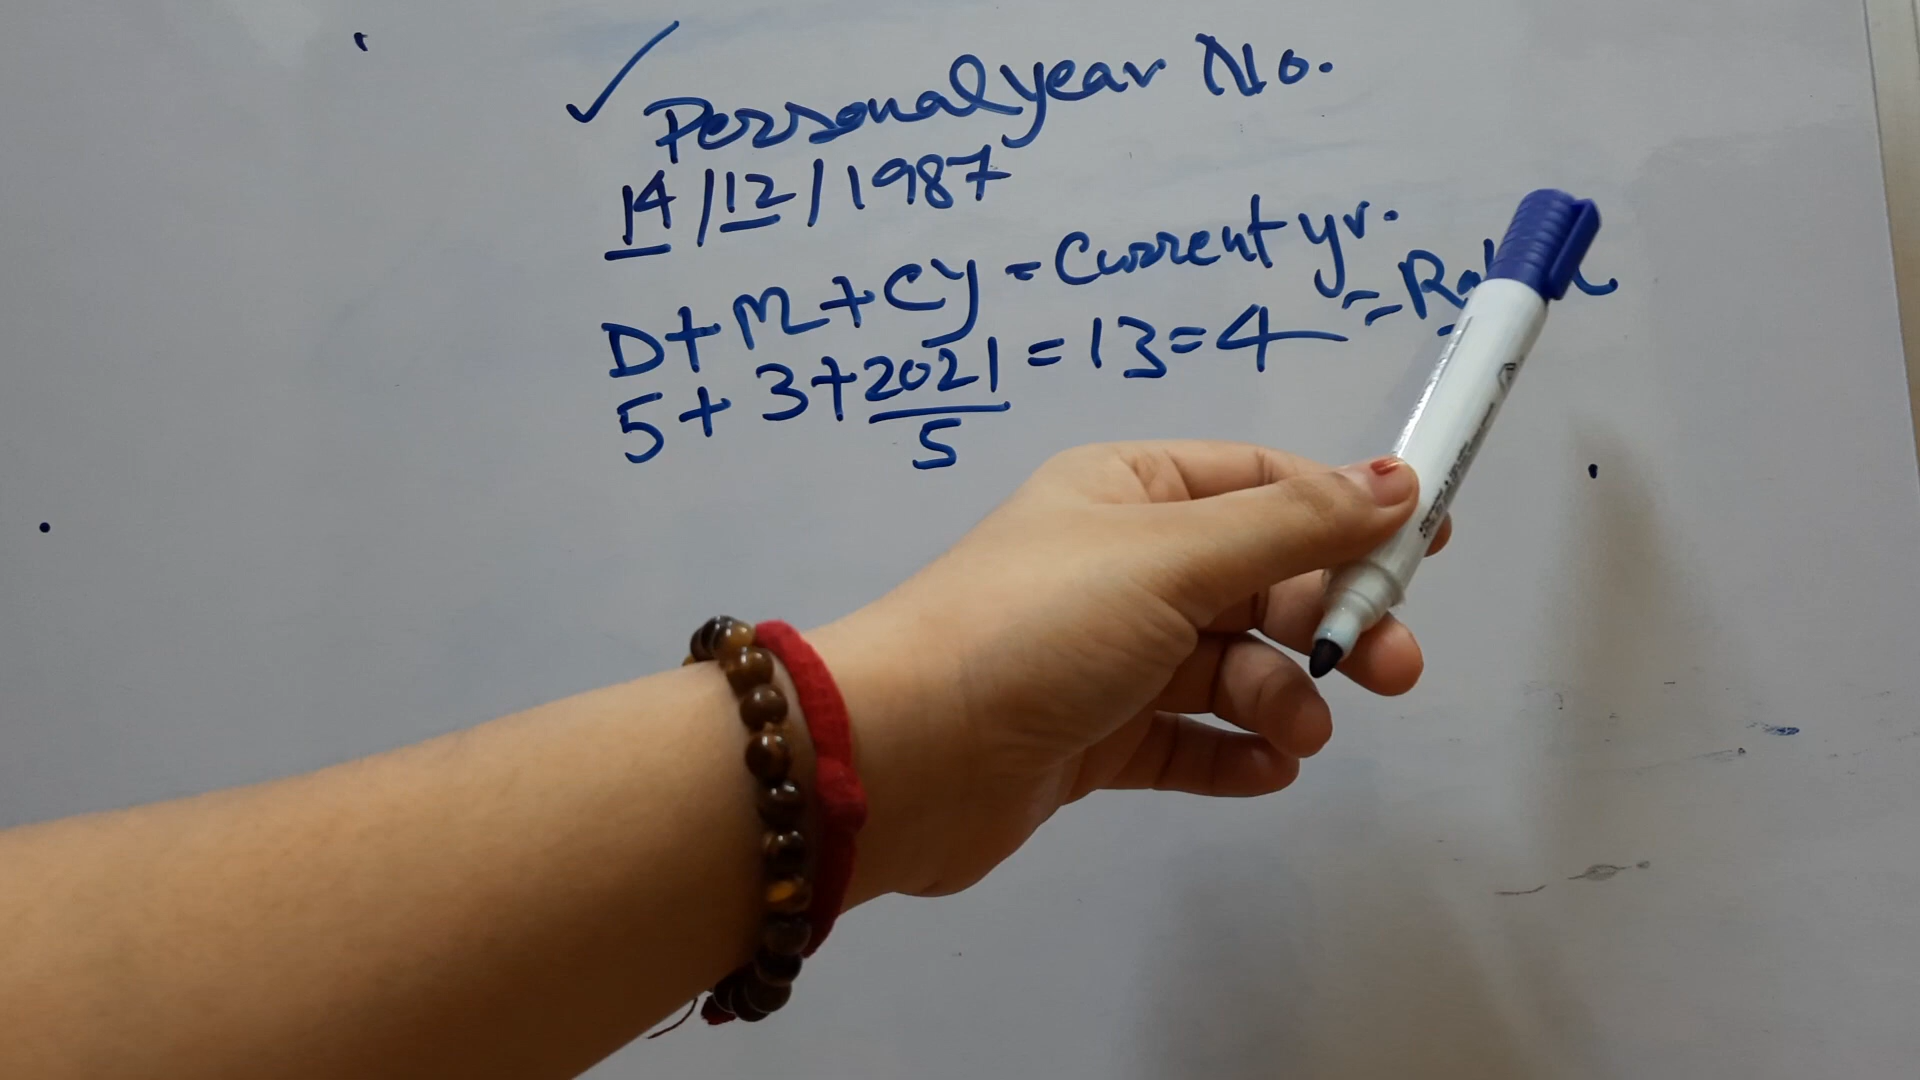 ✓ Personal year No.
14/12/1987
D+M+CY = Current yr.
5+3+2021 = 13 = 4 =
5